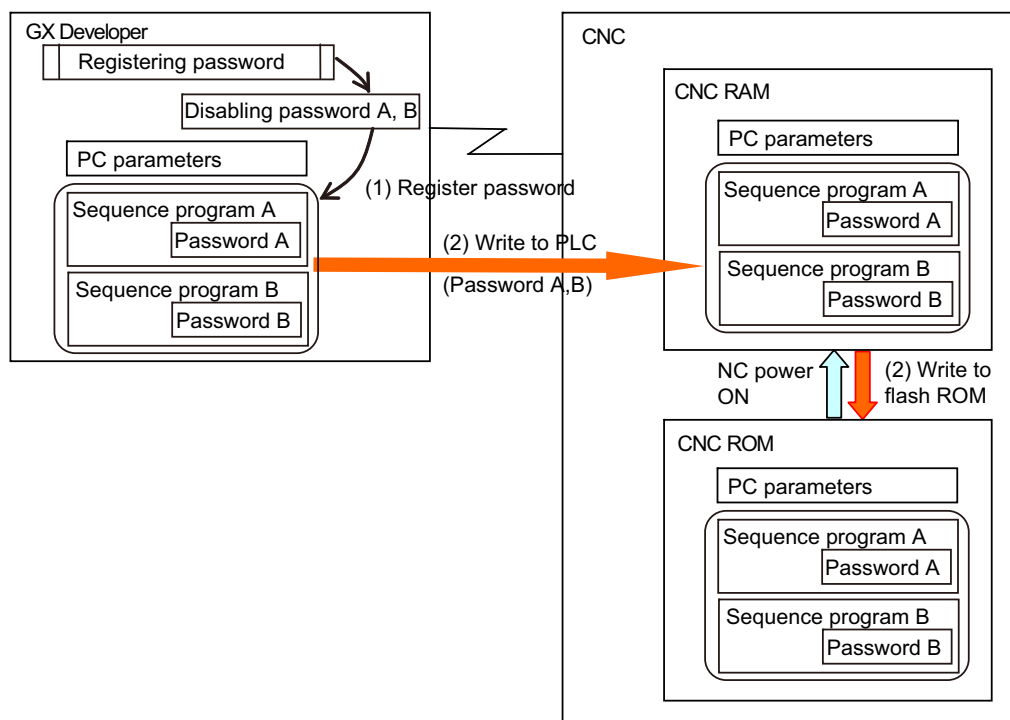 GX Developer
Registering password
Disabling password A, B
PC parameters
(1) Register password
Sequence program A
Password A
Sequence program B
Password B
(2) Write to PLC
(Password A,B)
CNC
CNC RAM
PC parameters
Sequence program A
Password A
Sequence program B
Password B
NC power
ON
(2) Write to
flash ROM
CNC ROM
PC parameters
Sequence program A
Password A
Sequence program B
Password B